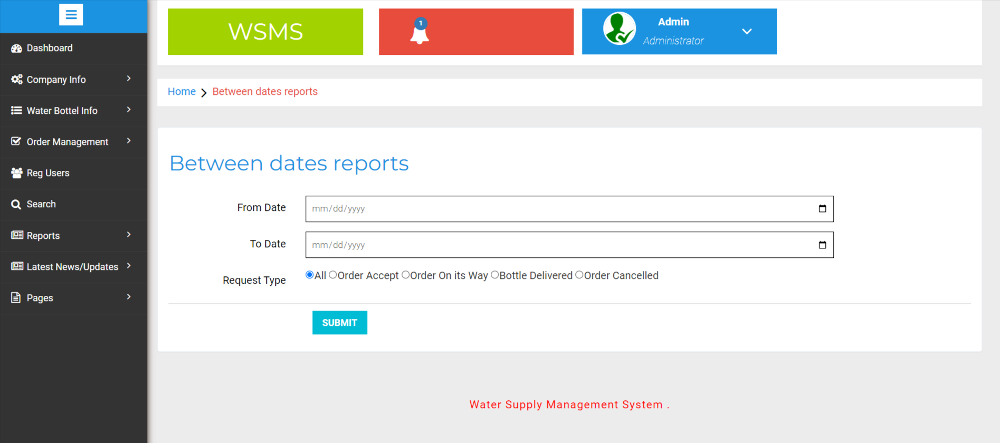 WSMS
1
Admin
Administrator
Dashboard
Company Info
Water Bottel Info
Order Management
Reg Users
Search
Reports
Latest News/Updates
Pages
Home Between dates reports
Between dates reports
From Date mm/dd/yyyy
To Date mm/dd/yyyy
Request Type All Order Accept Order On its Way Bottle Delivered Order Cancelled
SUBMIT
Water Supply Management System .